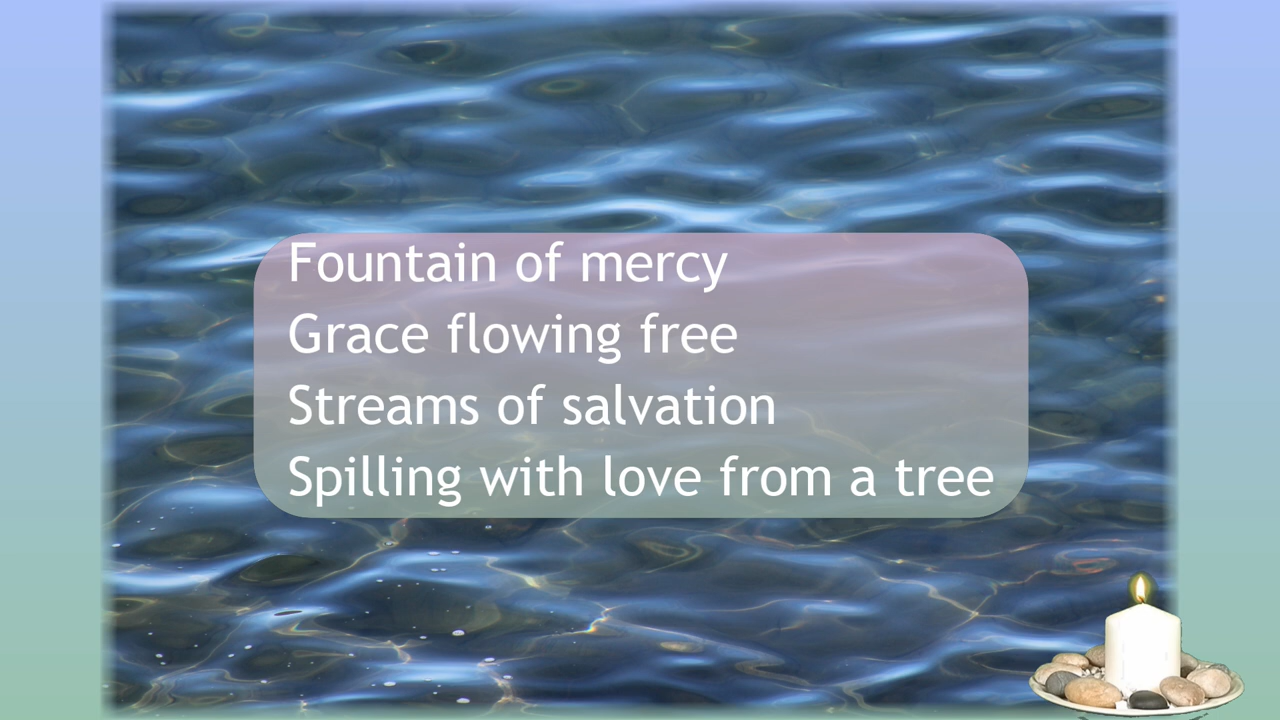 Fountain of mercy
Grace flowing free
Streams of salvation
Spilling with love from a tree